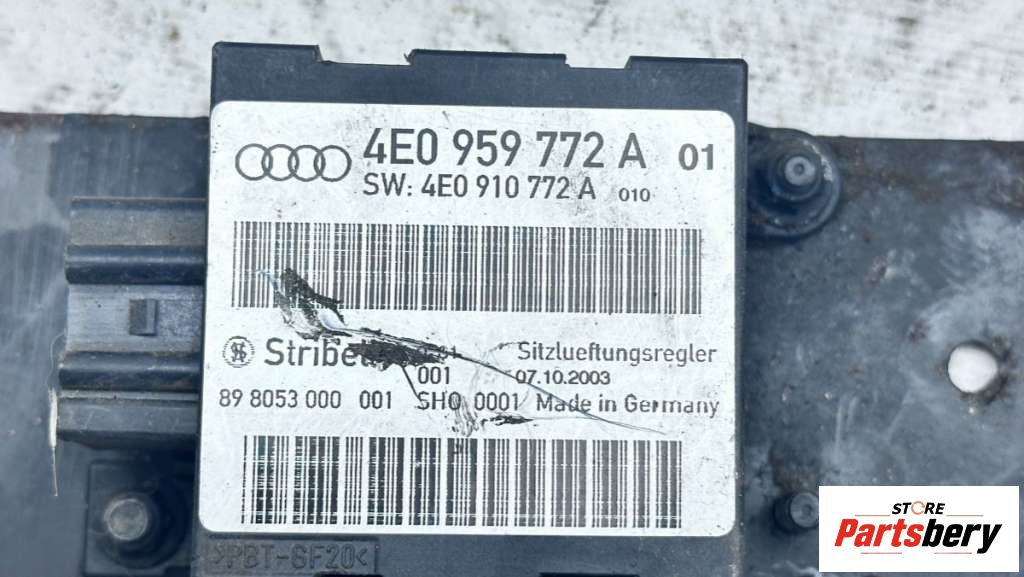 4E0 959 772 A 01
SW: 4E0 910 772 A 010
Sitzlueftungsregler
001 07.10.2003
89 8053 000 001 SH0 0001 Made in Germany
>PBT-GF20<
STORE
Partsbery